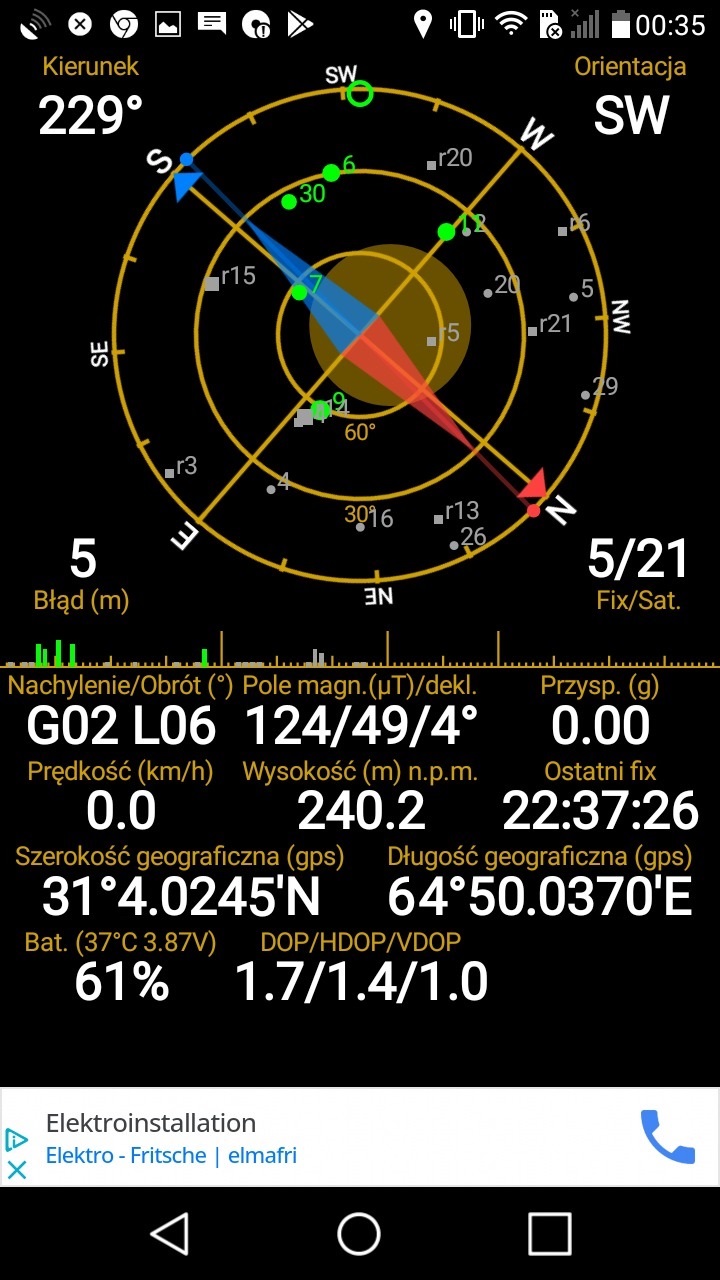 00:35
Kierunek
Orientacja
229°
SW
SW
W
S
6
r20
30
r6
r15
7
20
5
NW
r21
r5
SE
29
9
60°
r3
4
30°
16
r13
N
E
26
5
5/21
Błąd (m)
NE
Fix/Sat.
Nachylenie/Obrót (°) Pole magn.(µT)/dekl. Przysp. (g)
G02 L06 124/49/4° 0.00
Prędkość (km/h) Wysokość (m) n.p.m. Ostatni fix
0.0 240.2 22:37:26
Szerokość geograficzna (gps) Długość geograficzna (gps)
31°4.0245'N 64°50.0370'E
Bat. (37°C 3.87V) DOP/HDOP/VDOP
61% 1.7/1.4/1.0
Elektroinstallation
Elektro - Fritsche | elmafri